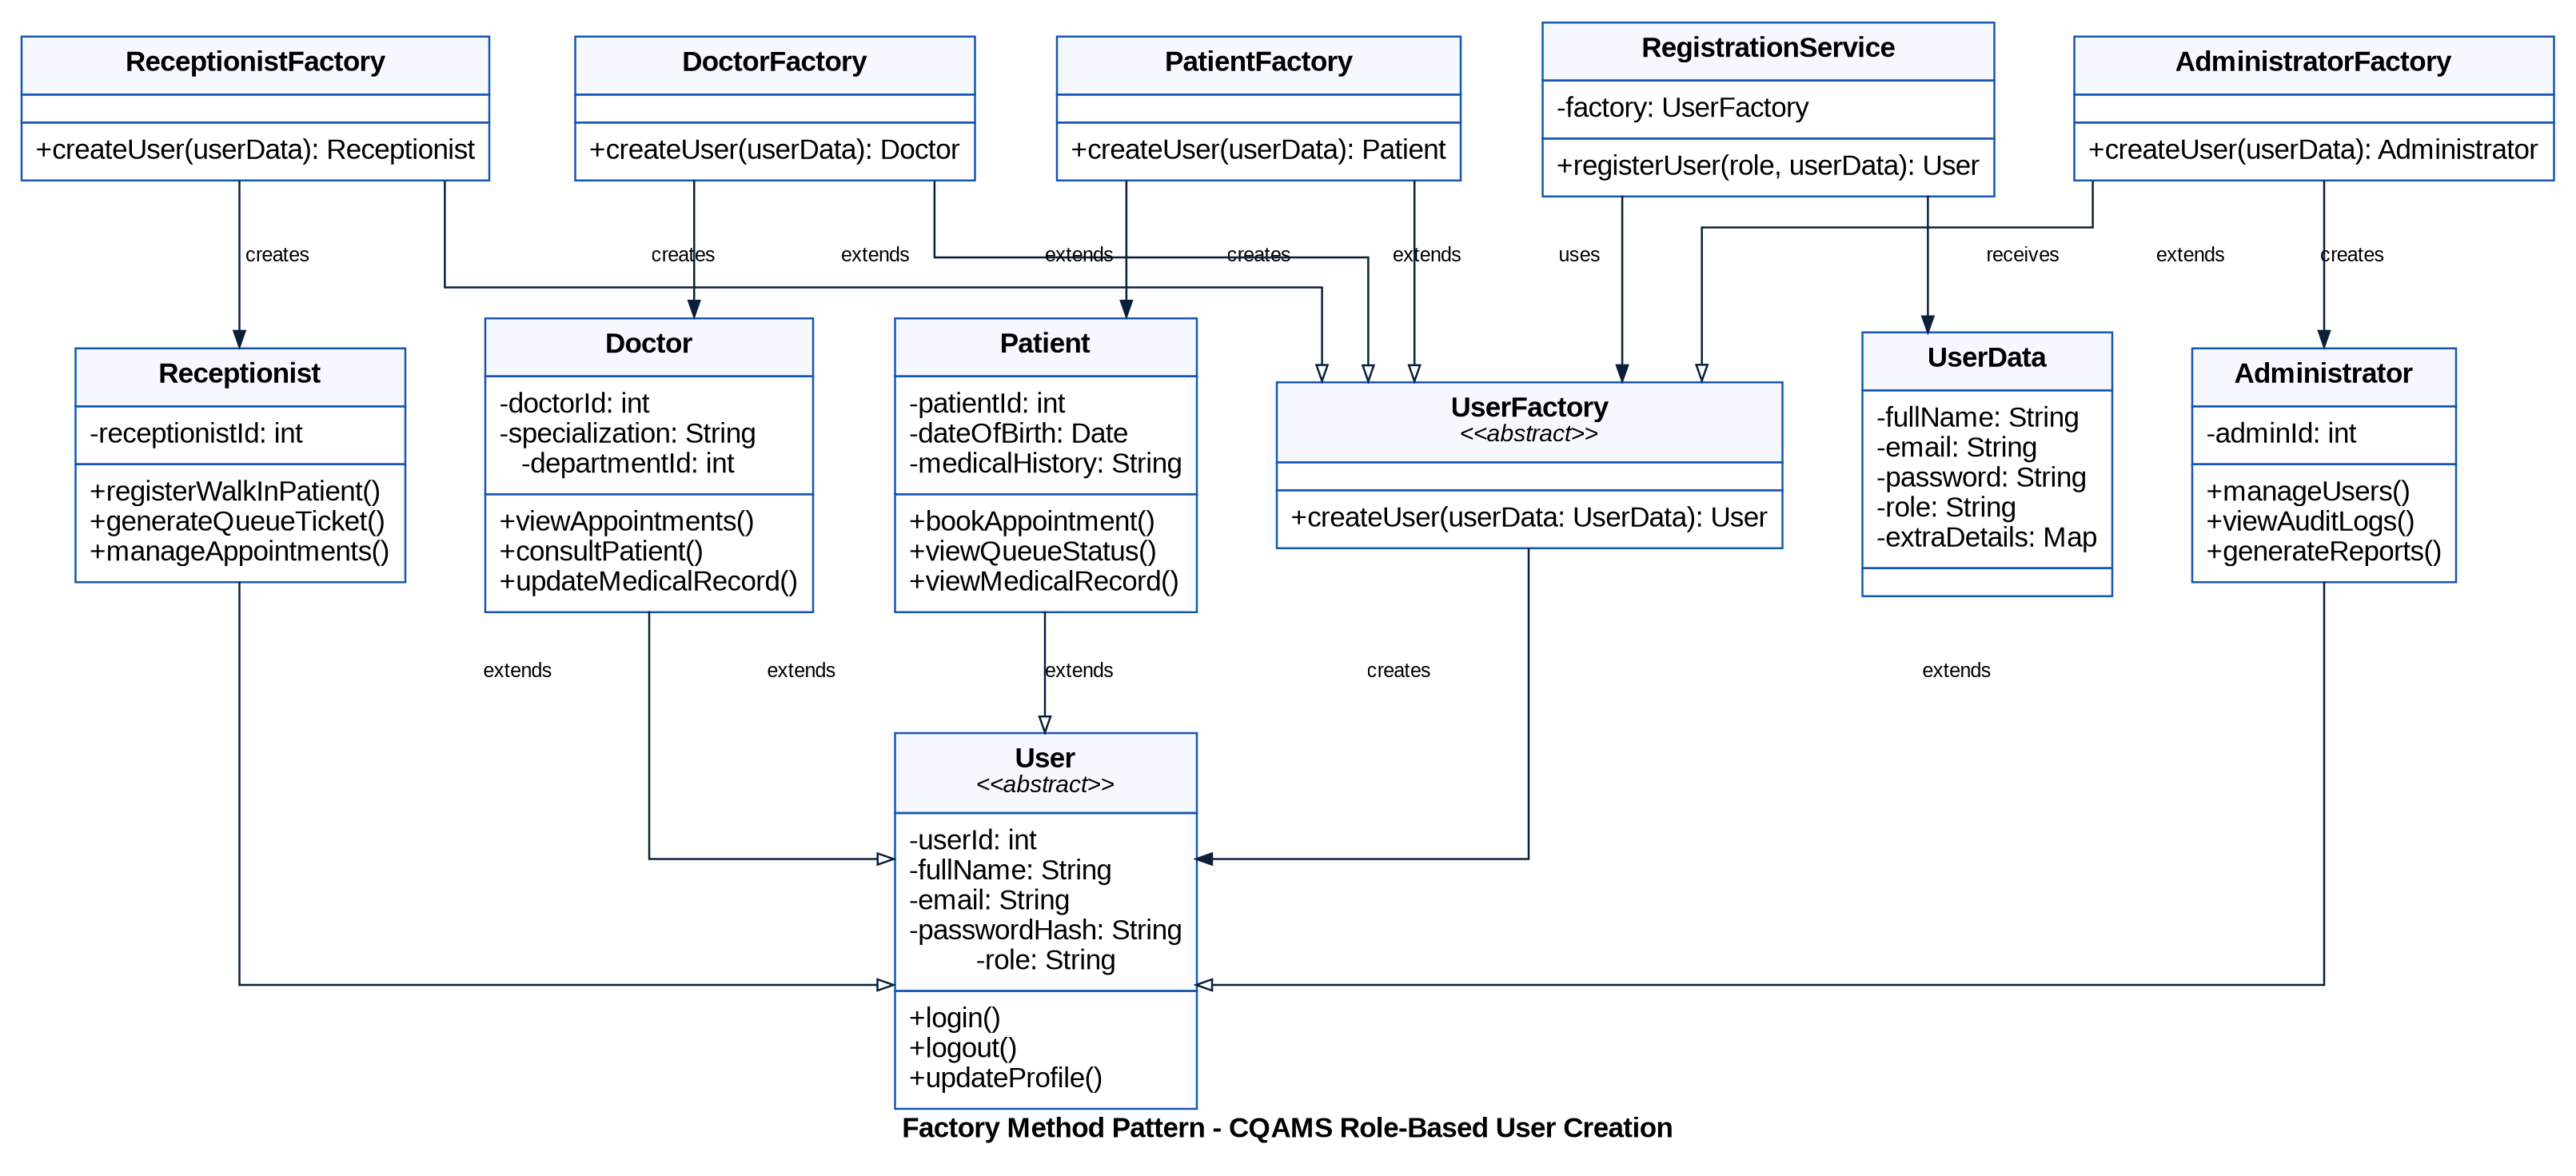 ReceptionistFactory
+createUser(userData): Receptionist
DoctorFactory
+createUser(userData): Doctor
PatientFactory
+createUser(userData): Patient
RegistrationService
-factory: UserFactory
+registerUser(role, userData): User
AdministratorFactory
+createUser(userData): Administrator
creates
creates
extends
extends
creates
extends
uses
receives
extends
creates
Receptionist
-receptionistId: int
+registerWalkInPatient()
+generateQueueTicket()
+manageAppointments()
Doctor
-doctorId: int
-specialization: String
-departmentId: int
+viewAppointments()
+consultPatient()
+updateMedicalRecord()
Patient
-patientId: int
-dateOfBirth: Date
-medicalHistory: String
+bookAppointment()
+viewQueueStatus()
+viewMedicalRecord()
UserFactory
<<abstract>>
+createUser(userData: UserData): User
UserData
-fullName: String
-email: String
-password: String
-role: String
-extraDetails: Map
Administrator
-adminId: int
+manageUsers()
+viewAuditLogs()
+generateReports()
extends
extends
extends
creates
extends
User
<<abstract>>
-userId: int
-fullName: String
-email: String
-passwordHash: String
-role: String
+login()
+logout()
+updateProfile()
Factory Method Pattern - CQAMS Role-Based User Creation